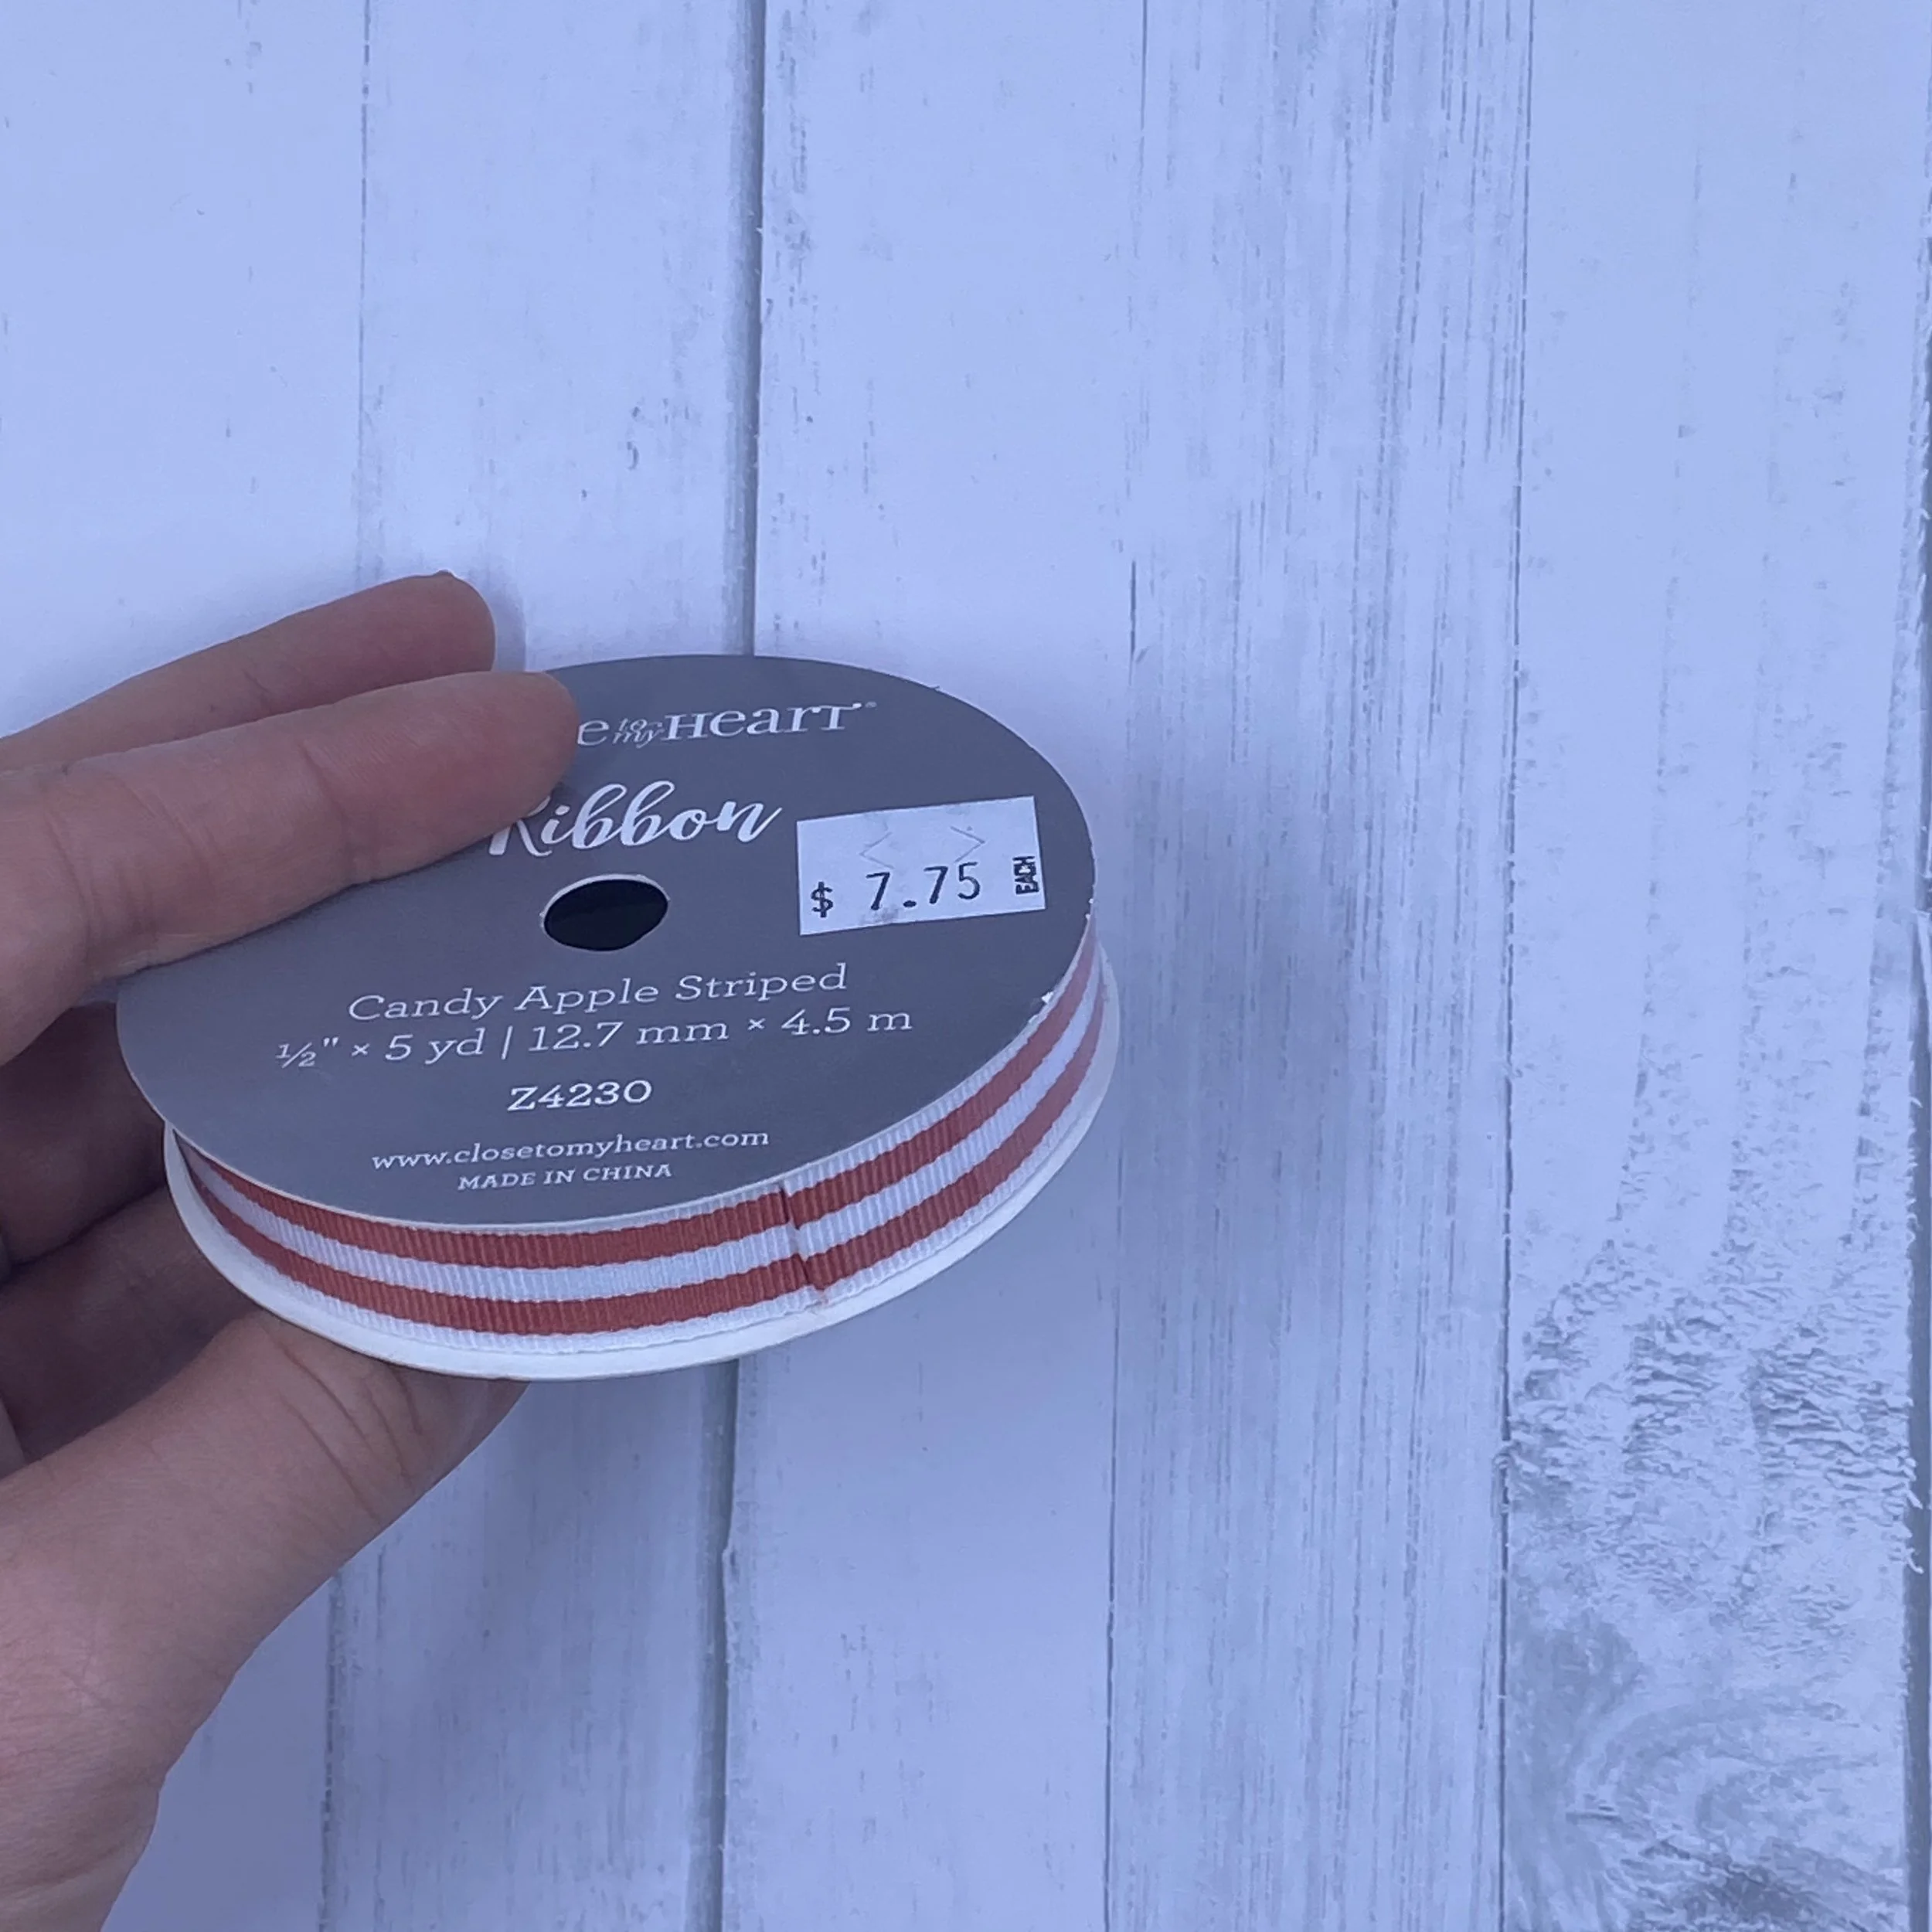 to my Heart®
Ribbon
$ 7.75 EACH
Candy Apple Striped
½" × 5 yd | 12.7 mm × 4.5 m
Z4230
www.closetomyheart.com
MADE IN CHINA